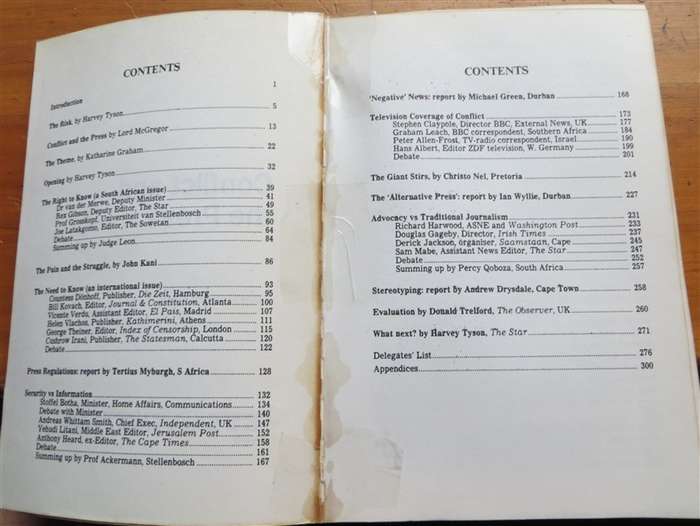 CONTENTS
Introduction 1
The Risk, by Harvey Tyson 5
Conflict and the Press by Lord McGregor 13
The Theme, by Katharine Graham 22
Opening by Harvey Tyson 32
The Right to Know (a South African issue) 39
Dr van der Merwe, Deputy Minister 41
Rex Gibson, Deputy Editor, The Star 49
Prof Grosskopf, Universiteit van Stellenbosch 55
Joe Latakgomo, Editor of The Sowetan 60
Debate 64
Summing up by Judge Leon 84
The Pain and the Struggle, by John Kani 86
The Need to Know (an international issue) 93
Countess Dönhoff, Publisher, Die Zeit, Hamburg 95
Bill Kovach, Editor, Journal & Constitution, Atlanta 100
Vicente Verdu, Assistant Editor, El Pais, Madrid 107
Helen Vlachos, Publisher, Kathimerini, Athens 111
George Theiner, Editor, Index of Censorship, London 115
Cushrow Irani, Publisher, The Statesman, Calcutta 120
Debate 122
Press Regulations: report by Tertius Myburgh, S Africa 128
Security vs Information 132
Stoffel Botha, Minister, Home Affairs, Communications 134
Debate with Minister 140
Andreas Whittam Smith, Chief Exec, Independent, UK 147
Yehudi Litani, Middle East Editor, Jerusalem Post 152
Anthony Heard, ex-Editor, The Cape Times 158
Debate 161
Summing up by Prof Ackermann, Stellenbosch 167
CONTENTS
'Negative' News: report by Michael Green, Durban 168
Television Coverage of Conflict 173
Stephen Claypole, Director BBC, External News, UK 177
Graham Leach, BBC correspondent, Southern Africa 184
Peter Allen-Frost, TV-radio correspondent, Israel 190
Hans Albert, Editor ZDF television, W. Germany 199
Debate 201
The Giant Stirs, by Christo Nel, Pretoria 214
The 'Alternative Press': report by Ian Wyllie, Durban 227
Advocacy vs Traditional Journalism 231
Richard Harwood, ASNE and Washington Post 233
Douglas Gageby, Director, Irish Times 237
Derick Jackson, organiser, Saamstaan, Cape 245
Sam Mabe, Assistant News Editor, The Star 247
Debate 252
Summing up by Percy Qoboza, South Africa 257
Stereotyping: report by Andrew Drysdale, Cape Town 258
Evaluation by Donald Trelford, The Observer, UK 260
What next? by Harvey Tyson, The Star 271
Delegates' List 276
Appendices 300